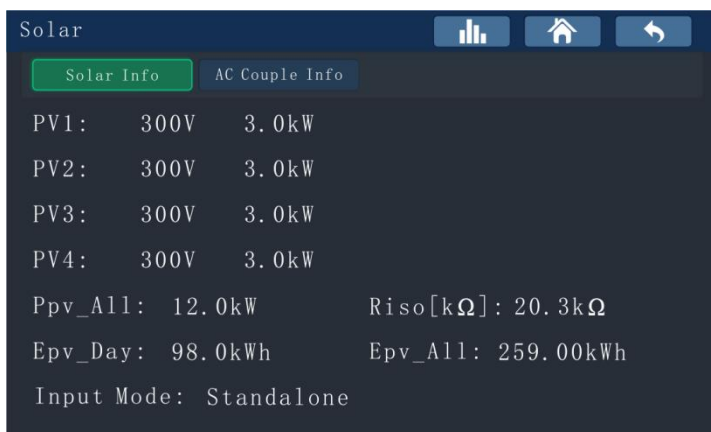 Solar
Solar Info AC Couple Info
PV1: 300V 3.0kW
PV2: 300V 3.0kW
PV3: 300V 3.0kW
PV4: 300V 3.0kW
Ppv_All: 12.0kW Riso[kΩ]: 20.3kΩ
Epv_Day: 98.0kWh Epv_All: 259.00kWh
Input Mode: Standalone